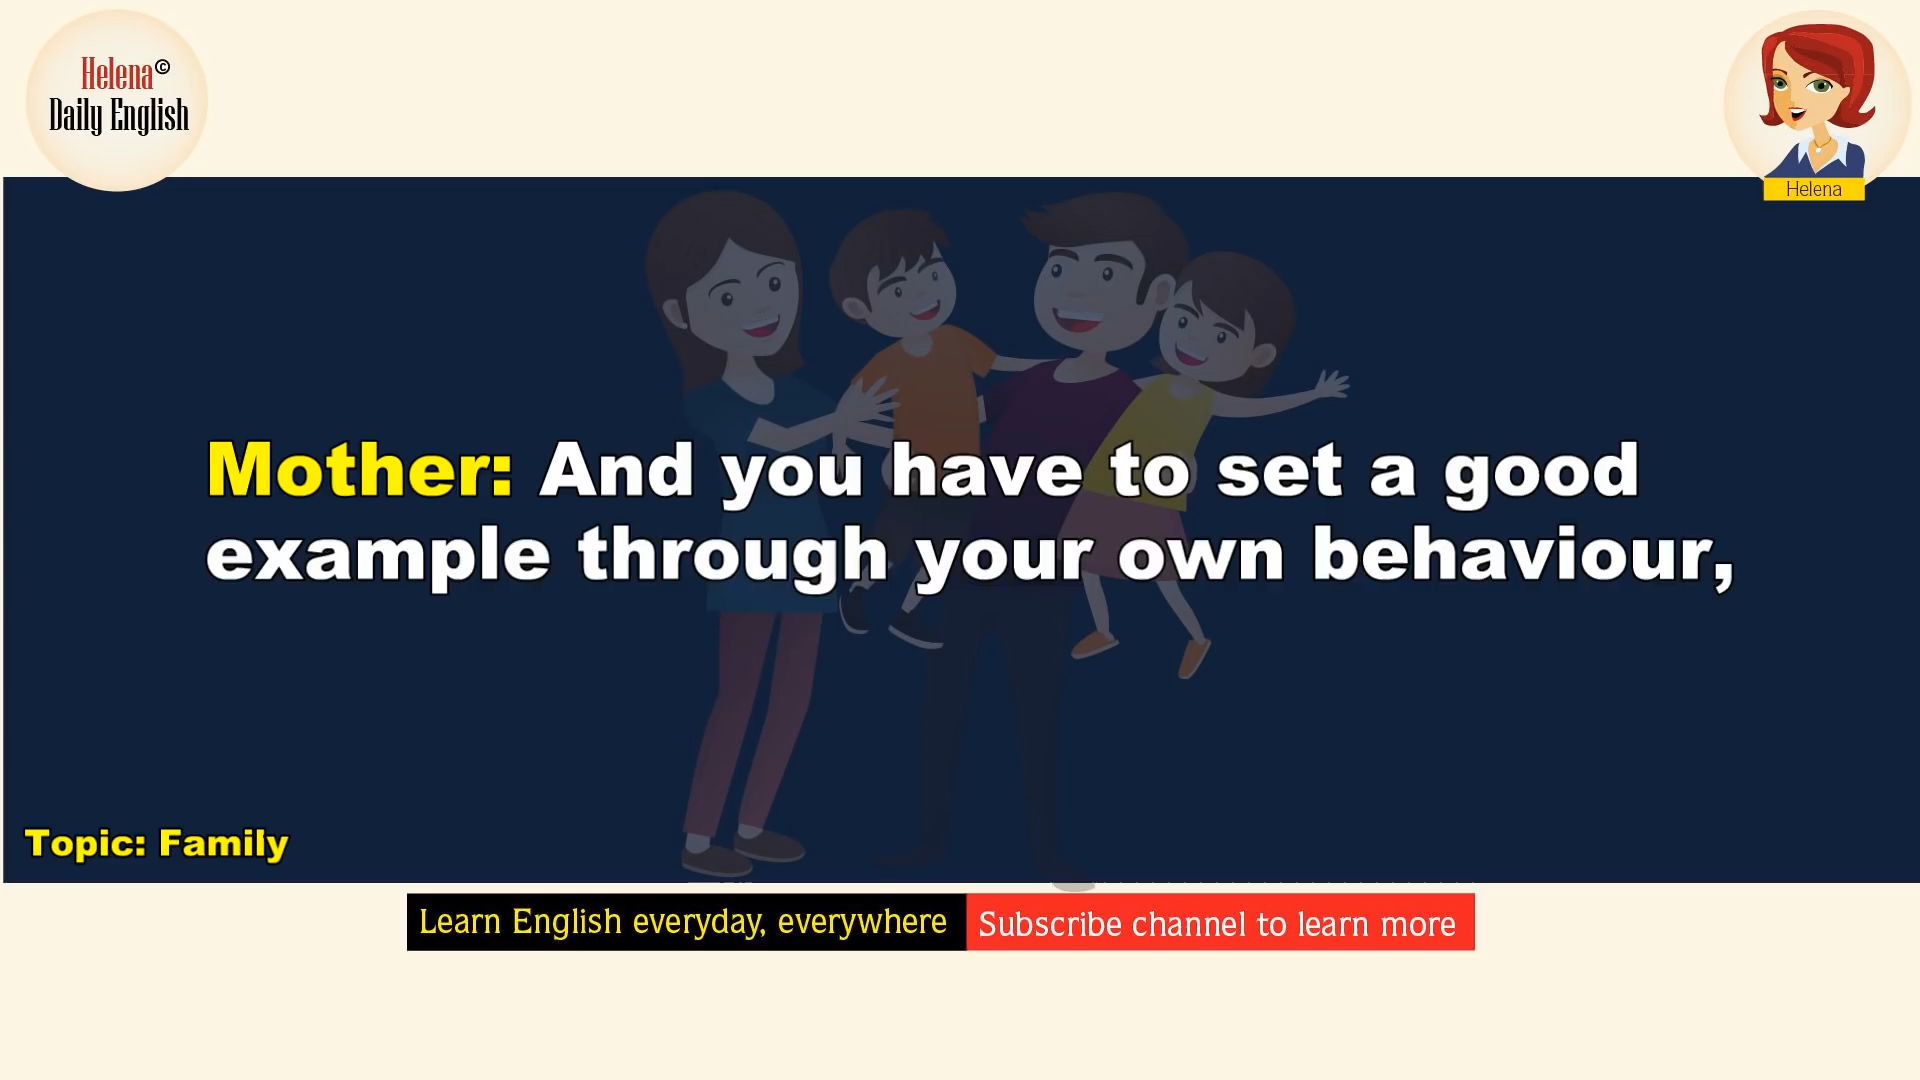 Helena©
Daily English
Helena
Mother: And you have to set a good
example through your own behaviour,
Topic: Family
Learn English everyday, everywhere
Subscribe channel to learn more